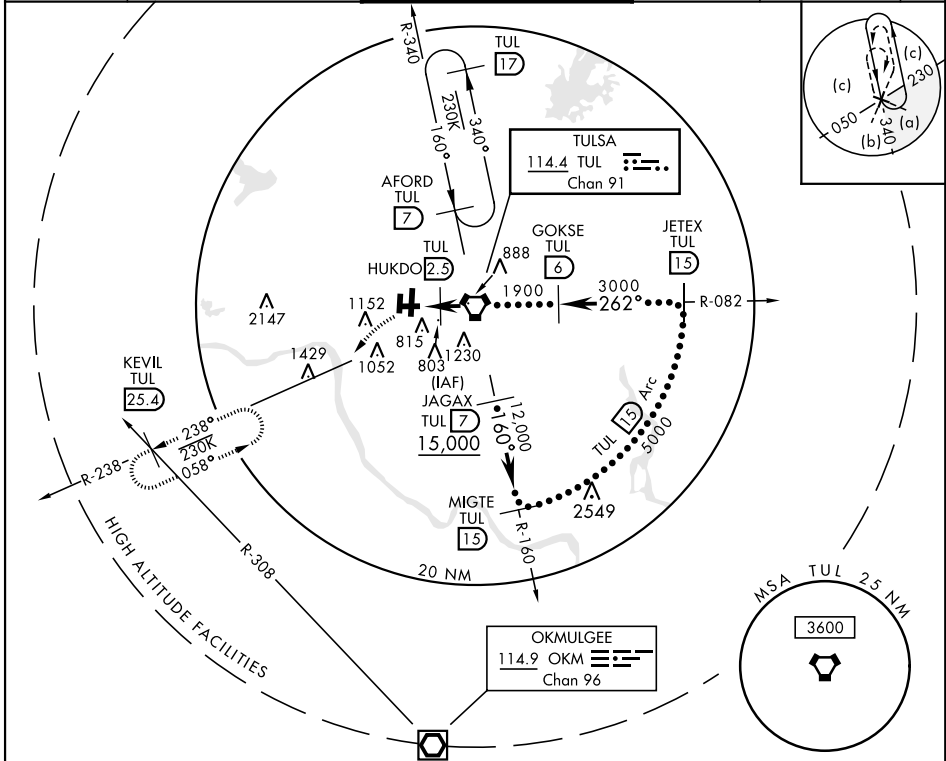 R-340
TUL
17
230K
340°
160°
AFORD
TUL
7
TULSA
114.4 TUL
Chan 91
(c)
(c)
230
050
(a)
340
(b)
TUL
HUKDO 2.5
888
GOKSE
TUL
6
JETEX
TUL
15
1900
3000
262°
R-082
2147
1152
815
1052
803
1230
1429
(IAF)
JAGAX
TUL 7
15,000
12,000
160°
KEVIL
TUL
25.4
238°
230K
058°
R-238
TUL 15 Arc
5000
MIGTE
TUL
15
2549
R-160
R-308
20 NM
HIGH ALTITUDE FACILITIES
OKMULGEE
114.9 OKM
Chan 96
MSA TUL 25 NM
3600